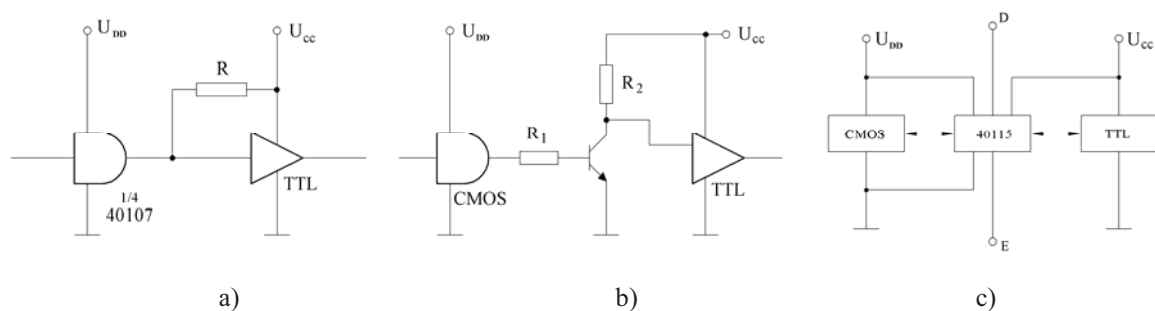 U_DD
U_cc
R
1/4
40107
TTL
a)
U_DD
U_cc
R_2
R_1
CMOS
TTL
b)
D
U_DD
U_cc
CMOS
40115
TTL
E
c)